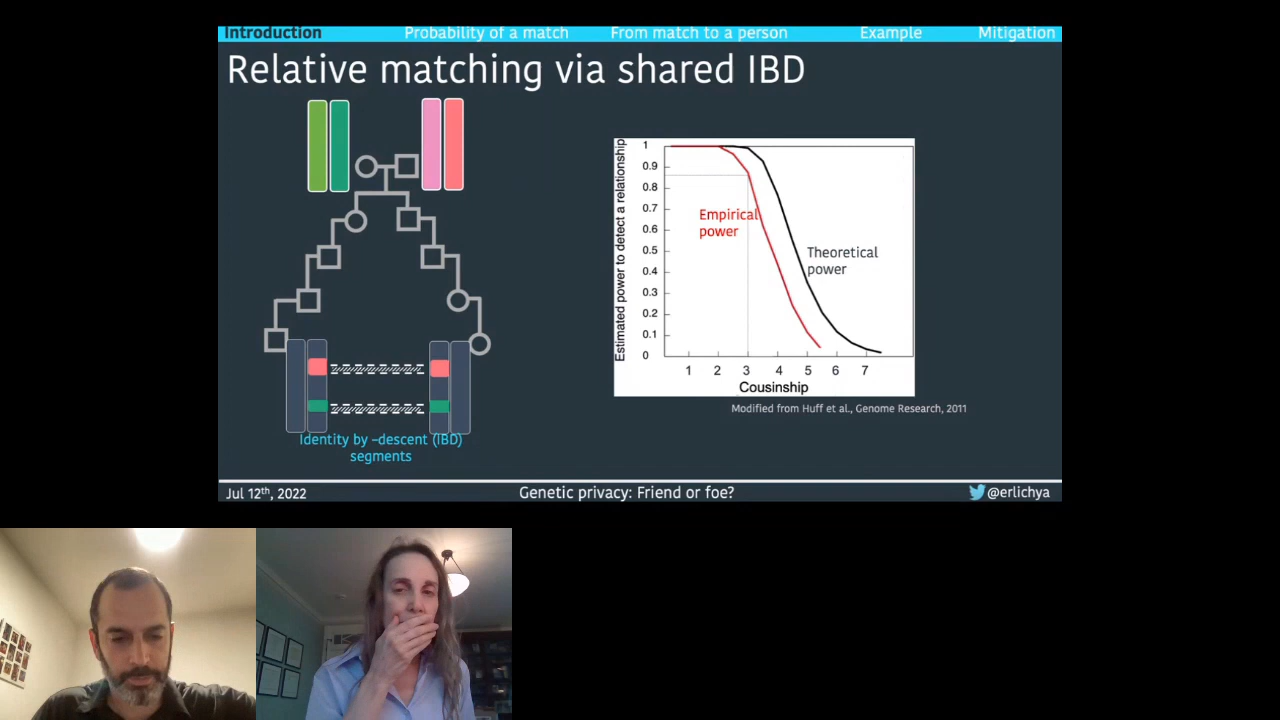 Introduction Probability of a match From match to a person Example Mitigation
Relative matching via shared IBD
Identity by –descent (IBD)
segments
Estimated power to detect a relationship
1
0.9
0.8
0.7
0.6
0.5
0.4
0.3
0.2
0.1
0
Empirical
power
Theoretical
power
1 2 3 4 5 6 7
Cousinship
Modified from Huff et al., Genome Research, 2011
Jul 12th, 2022 Genetic privacy: Friend or foe? @erlichya